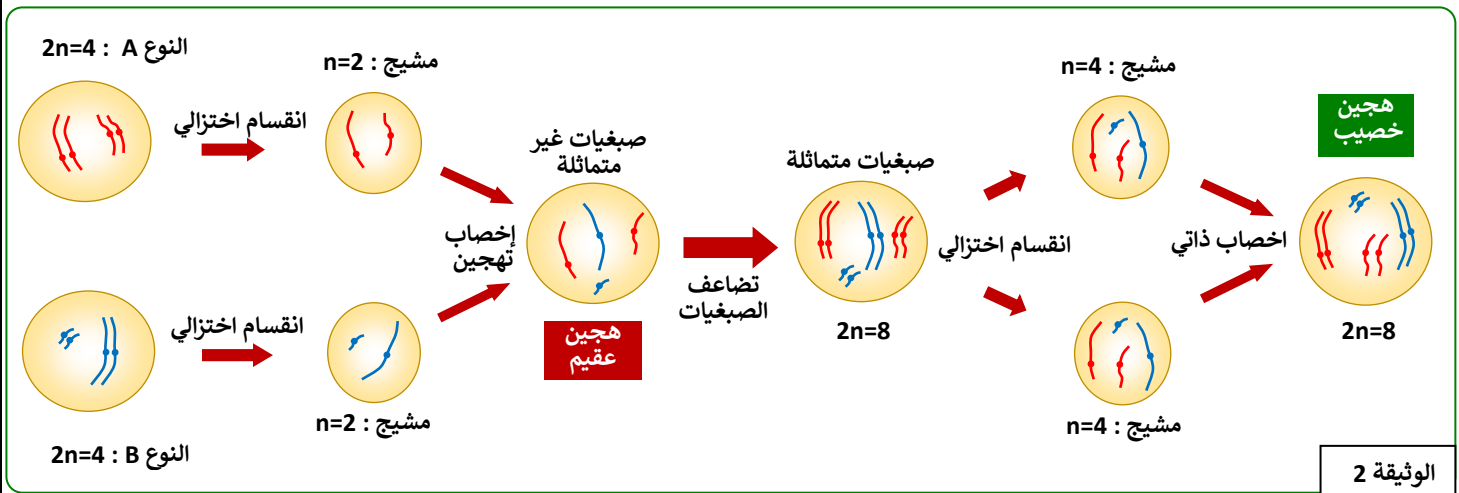 النوع A : 2n=4
انقسام اختزالي
مشيج : n=2
النوع B : 2n=4
انقسام اختزالي
مشيج : n=2
إخصاب
تهجين
صبغيات غير
متماثلة
هجين
عقيم
تضاعف
الصبغيات
صبغيات متماثلة
2n=8
انقسام اختزالي
مشيج : n=4
مشيج : n=4
اخصاب ذاتي
هجين
خصيب
2n=8
الوثيقة 2